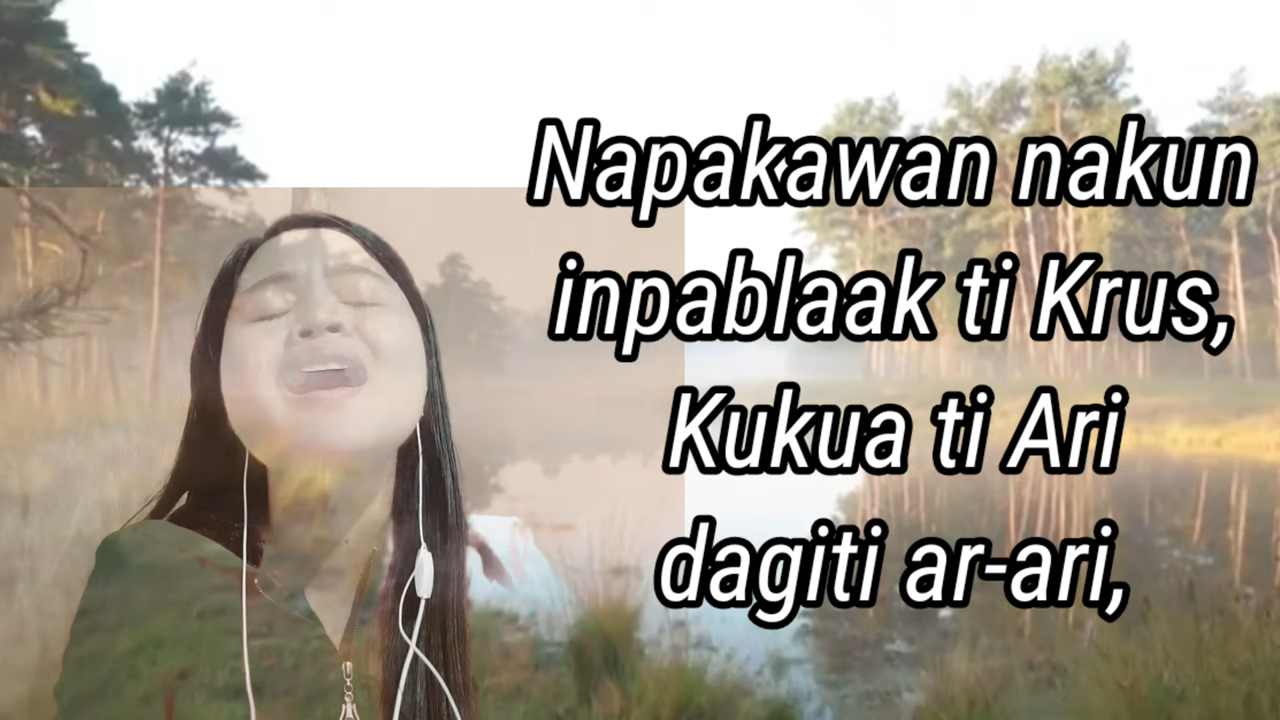 Napakawan nakun
inpablaak ti Krus,
Kukua ti Ari
dagiti ar-ari,